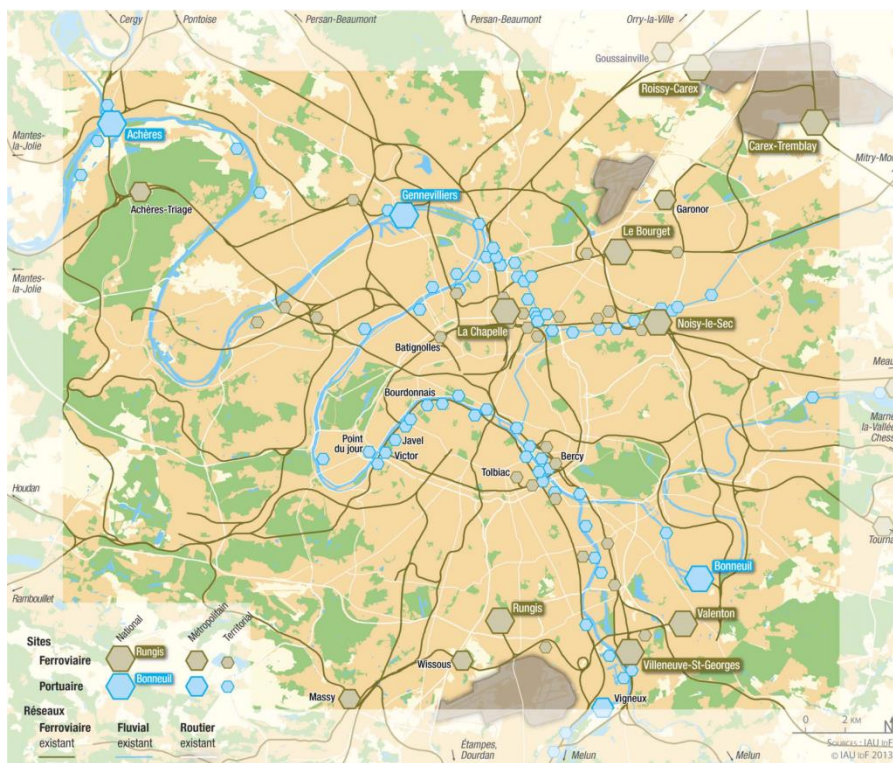 Cergy
Pontoise
Persan-Beaumont
Persan-Beaumont
Orry-la-Ville
Goussainville
Roissy-Carex
Mantes-
la-Jolie
Achères
Carex-Tremblay
Achères-Triage
Gennevilliers
Garonor
Le Bourget
Mantes-
la-Jolie
La Chapelle
Noisy-le-Sec
Batignolles
Bourdonnais
Point
du jour
Javel
Victor
Tolbiac
Bercy
Houdan
Bonneuil
Rambouillet
Rungis
Valenton
Wissous
Villeneuve-St-Georges
Massy
Vigneux
Sites
National
Métropolitain
Territorial
Ferroviaire
Rungis
Portuaire
Bonneuil
Réseaux
Ferroviaire
existant
Fluvial
existant
Routier
existant
Étampes,
Dourdan
Melun
Melun
0 2 KM
N
SOURCES : IAU IDF
© IAU IDF 2013